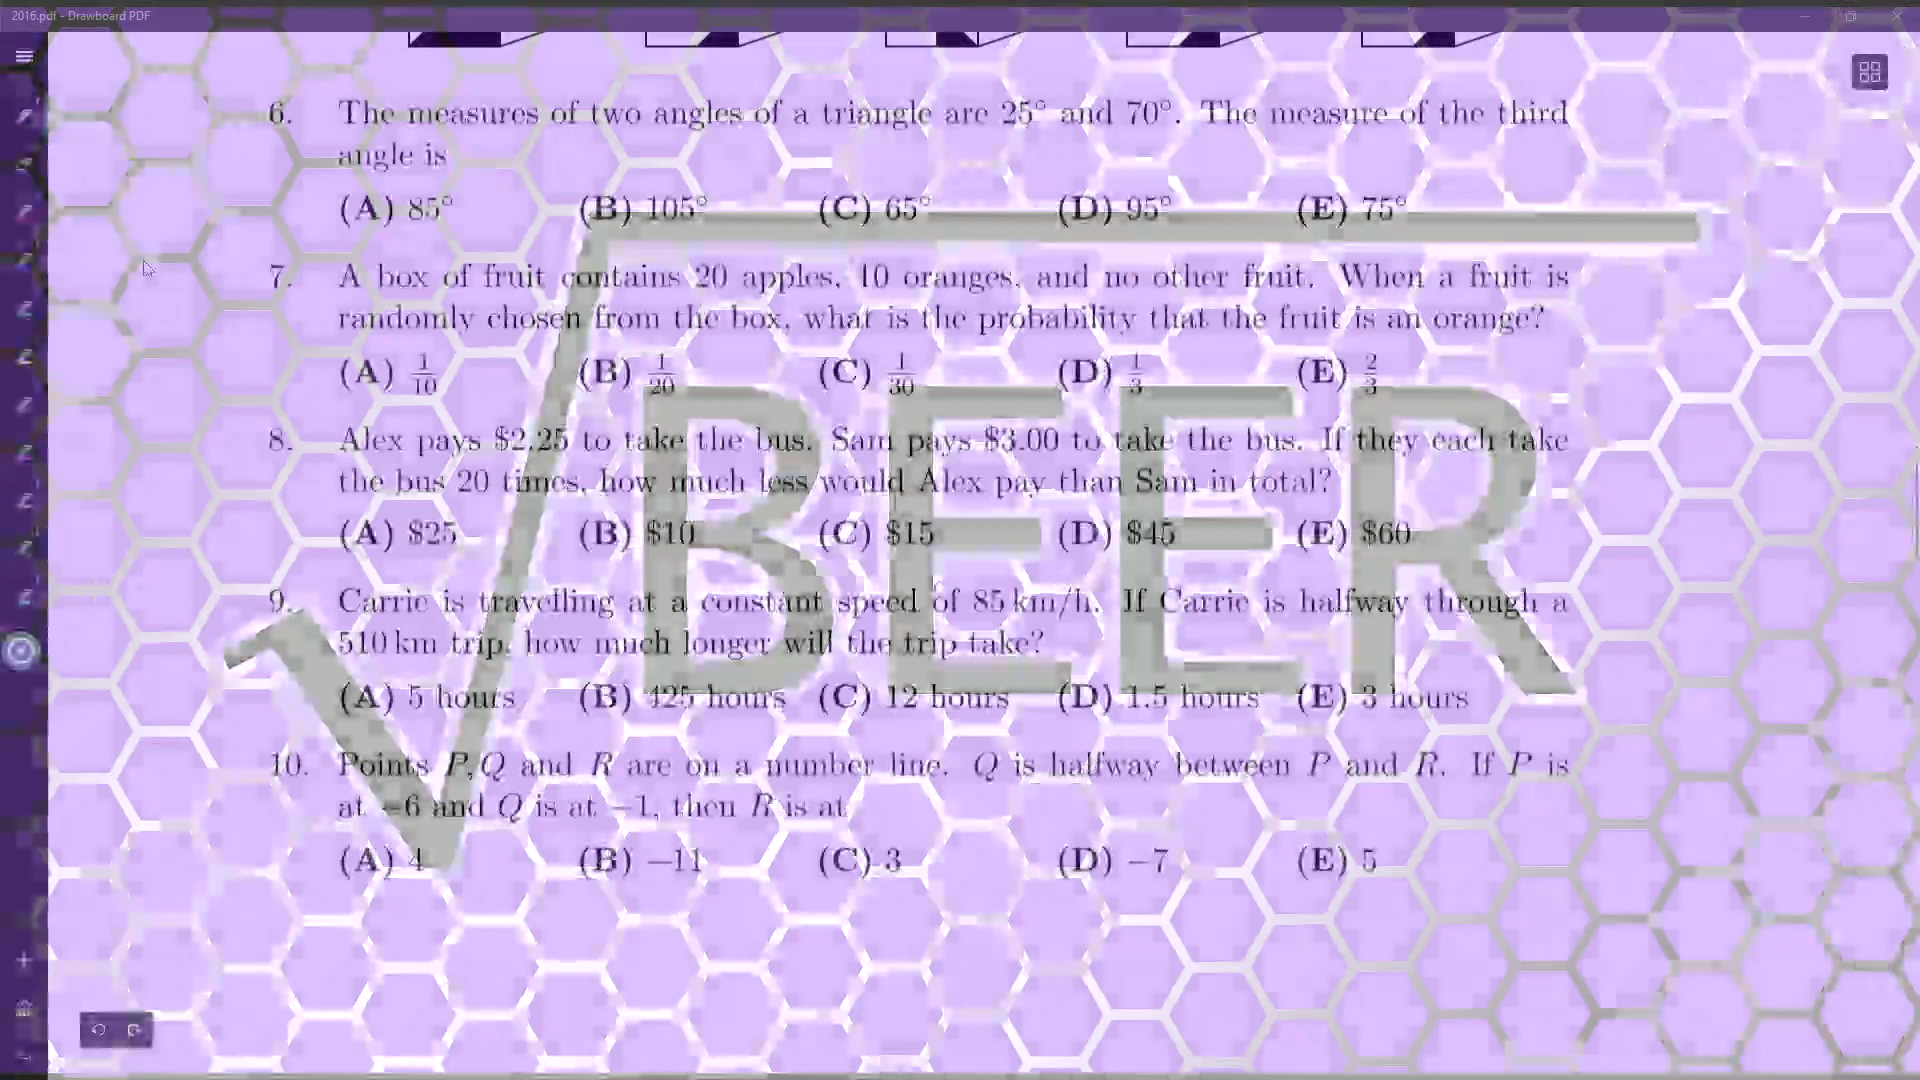 2016.pdf - Drawboard PDF
6. The measures of two angles of a triangle are 25° and 70°. The measure of the third
angle is
(A) 85° (B) 105° (C) 65° (D) 95° (E) 75°
7. A box of fruit contains 20 apples, 10 oranges, and no other fruit. When a fruit is
randomly chosen from the box, what is the probability that the fruit is an orange?
(A) 1/10 (B) 1/20 (C) 1/30 (D) 1/3 (E) 2/3
8. Alex pays $2.25 to take the bus. Sam pays $3.00 to take the bus. If they each take
the bus 20 times, how much less would Alex pay than Sam in total?
(A) $25 (B) $10 (C) $15 (D) $45 (E) $60
9. Carrie is travelling at a constant speed of 85 km/h. If Carrie is halfway through a
510 km trip, how much longer will the trip take?
(A) 5 hours (B) 425 hours (C) 12 hours (D) 1.5 hours (E) 3 hours
10. Points P, Q and R are on a number line. Q is halfway between P and R. If P is
at −6 and Q is at −1, then R is at
(A) 4 (B) −11 (C) 3 (D) −7 (E) 5
√BEER